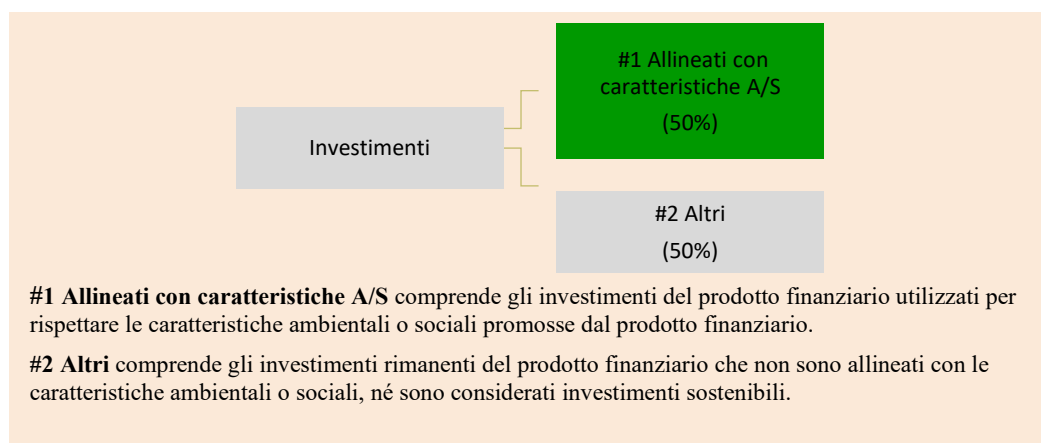 #1 Allineati con
caratteristiche A/S
(50%)
Investimenti
#2 Altri
(50%)
#1 Allineati con caratteristiche A/S comprende gli investimenti del prodotto finanziario utilizzati per
rispettare le caratteristiche ambientali o sociali promosse dal prodotto finanziario.
#2 Altri comprende gli investimenti rimanenti del prodotto finanziario che non sono allineati con le
caratteristiche ambientali o sociali, né sono considerati investimenti sostenibili.